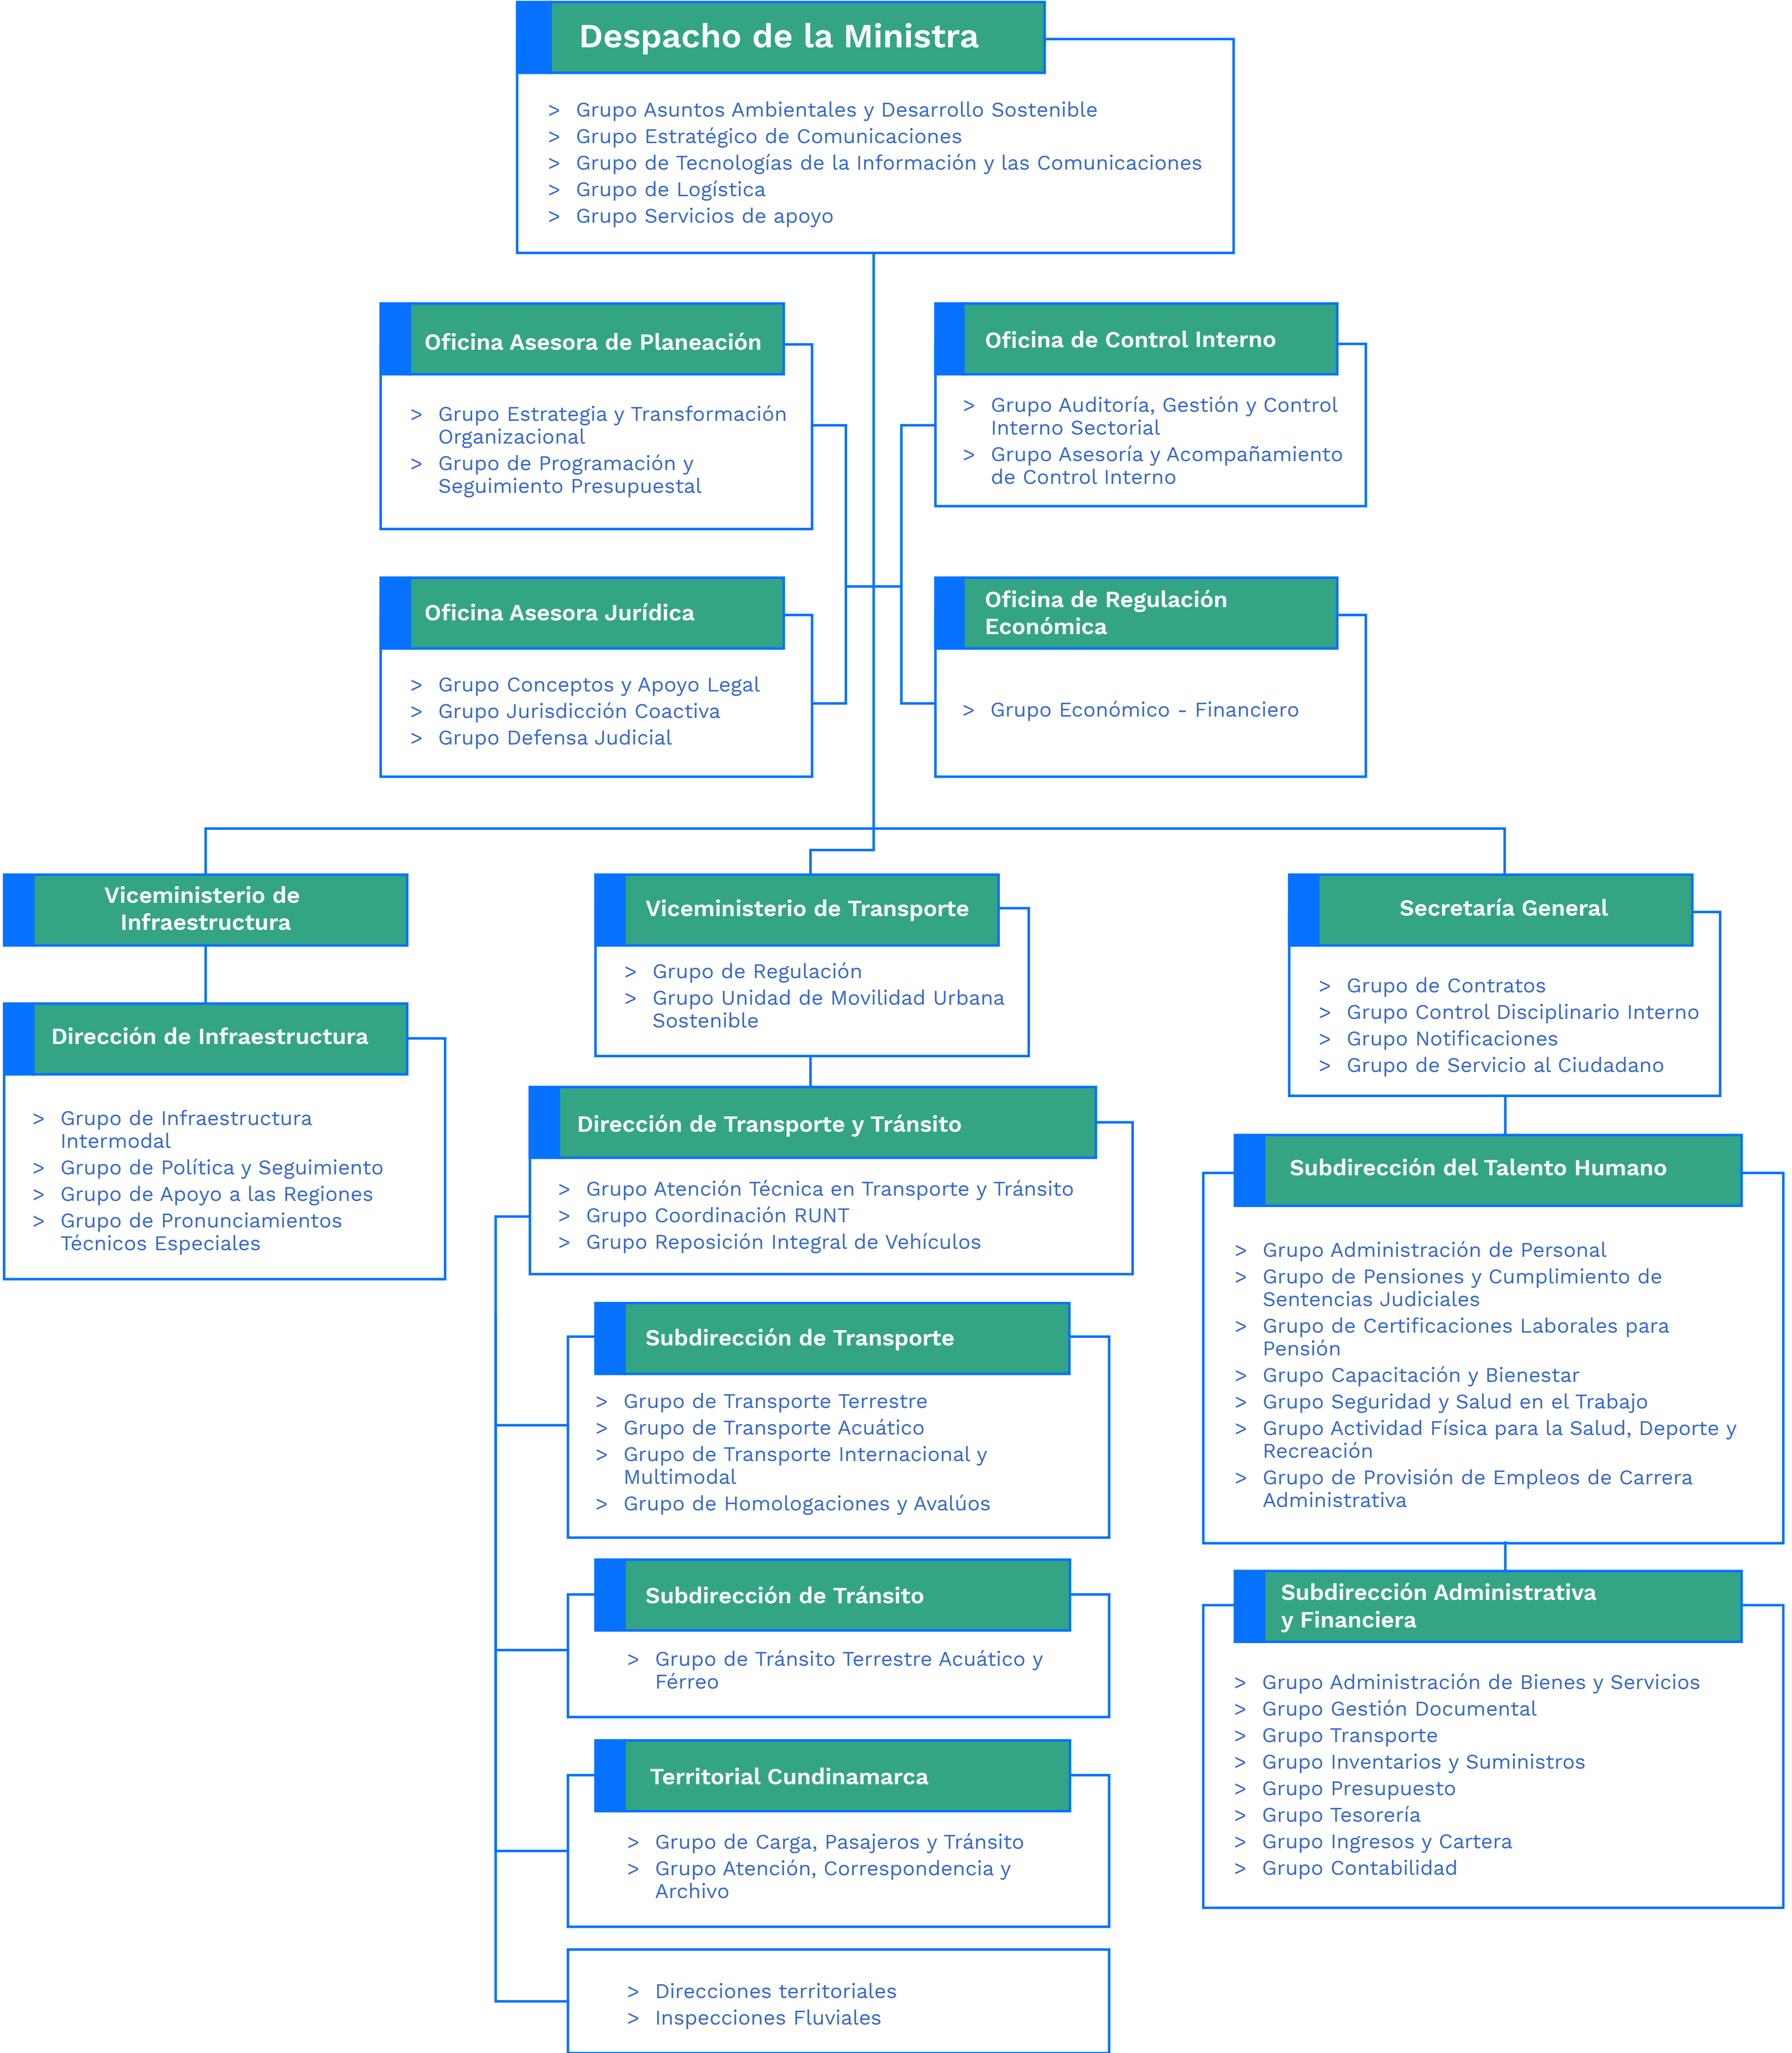 Despacho de la Ministra
> Grupo Asuntos Ambientales y Desarrollo Sostenible
> Grupo Estratégico de Comunicaciones
> Grupo de Tecnologías de la Información y las Comunicaciones
> Grupo de Logística
> Grupo Servicios de apoyo
Oficina Asesora de Planeación
> Grupo Estrategia y Transformación
Organizacional
> Grupo de Programación y
Seguimiento Presupuestal
Oficina de Control Interno
> Grupo Auditoría, Gestión y Control
Interno Sectorial
> Grupo Asesoría y Acompañamiento
de Control Interno
Oficina Asesora Jurídica
> Grupo Conceptos y Apoyo Legal
> Grupo Jurisdicción Coactiva
> Grupo Defensa Judicial
Oficina de Regulación
Económica
> Grupo Económico - Financiero
Viceministerio de
Infraestructura
Dirección de Infraestructura
> Grupo de Infraestructura
Intermodal
> Grupo de Política y Seguimiento
> Grupo de Apoyo a las Regiones
> Grupo de Pronunciamientos
Técnicos Especiales
Viceministerio de Transporte
> Grupo de Regulación
> Grupo Unidad de Movilidad Urbana
Sostenible
Dirección de Transporte y Tránsito
> Grupo Atención Técnica en Transporte y Tránsito
> Grupo Coordinación RUNT
> Grupo Reposición Integral de Vehículos
Subdirección de Transporte
> Grupo de Transporte Terrestre
> Grupo de Transporte Acuático
> Grupo de Transporte Internacional y
Multimodal
> Grupo de Homologaciones y Avalúos
Subdirección de Tránsito
> Grupo de Tránsito Terrestre Acuático y
Férreo
Territorial Cundinamarca
> Grupo de Carga, Pasajeros y Tránsito
> Grupo Atención, Correspondencia y
Archivo
> Direcciones territoriales
> Inspecciones Fluviales
Secretaría General
> Grupo de Contratos
> Grupo Control Disciplinario Interno
> Grupo Notificaciones
> Grupo de Servicio al Ciudadano
Subdirección del Talento Humano
> Grupo Administración de Personal
> Grupo de Pensiones y Cumplimiento de
Sentencias Judiciales
> Grupo de Certificaciones Laborales para
Pensión
> Grupo Capacitación y Bienestar
> Grupo Seguridad y Salud en el Trabajo
> Grupo Actividad Física para la Salud, Deporte y
Recreación
> Grupo de Provisión de Empleos de Carrera
Administrativa
Subdirección Administrativa
y Financiera
> Grupo Administración de Bienes y Servicios
> Grupo Gestión Documental
> Grupo Transporte
> Grupo Inventarios y Suministros
> Grupo Presupuesto
> Grupo Tesorería
> Grupo Ingresos y Cartera
> Grupo Contabilidad